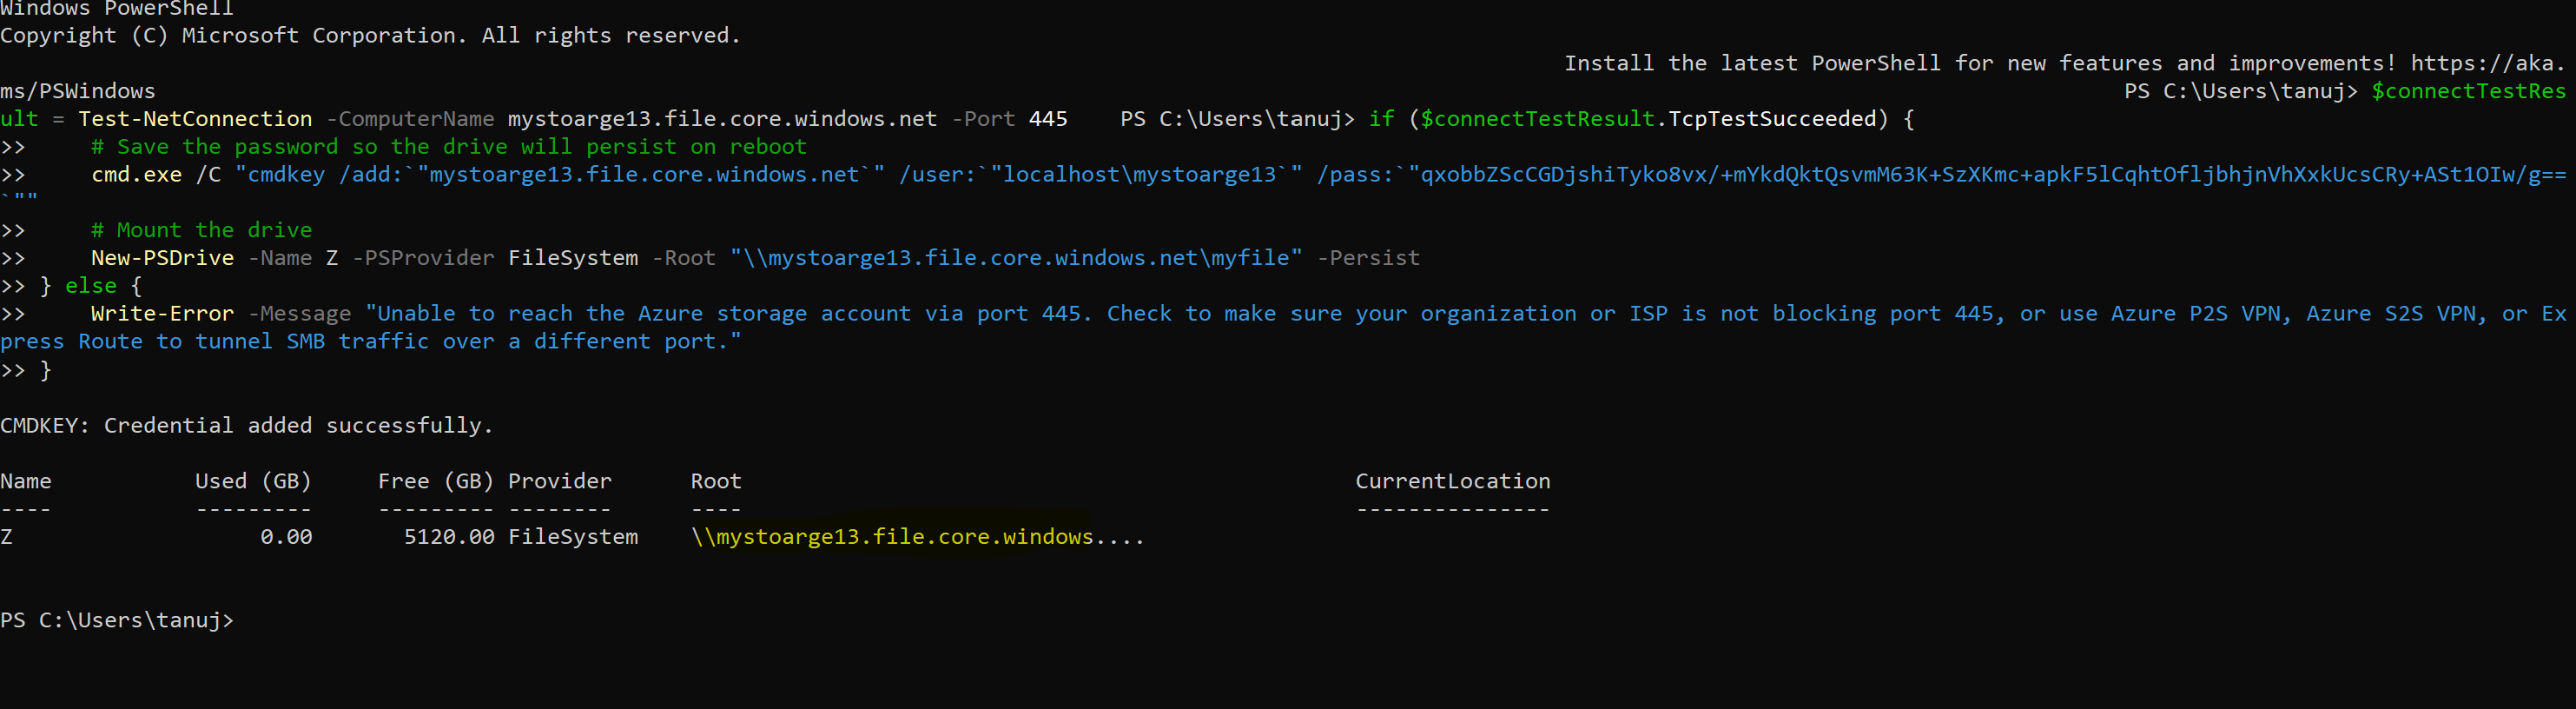 Windows PowerShell
Copyright (C) Microsoft Corporation. All rights reserved.
Install the latest PowerShell for new features and improvements! https://aka.
ms/PSWindows
PS C:\Users\tanuj> $connectTestRes
ult = Test-NetConnection -ComputerName mystoarge13.file.core.windows.net -Port 445    PS C:\Users\tanuj> if ($connectTestResult.TcpTestSucceeded) {
>>     # Save the password so the drive will persist on reboot
>>     cmd.exe /C "cmdkey /add:`"mystoarge13.file.core.windows.net`" /user:`"localhost\mystoarge13`" /pass:`"qxobbZScCGDjshiTyko8vx/+mYkdQktQsvmM63K+SzXKmc+apkF5lCqhtOfljbhjnVhXxkUcsCRy+ASt1OIw/g==
`""
>>     # Mount the drive
>>     New-PSDrive -Name Z -PSProvider FileSystem -Root "\\mystoarge13.file.core.windows.net\myfile" -Persist
>> } else {
>>     Write-Error -Message "Unable to reach the Azure storage account via port 445. Check to make sure your organization or ISP is not blocking port 445, or use Azure P2S VPN, Azure S2S VPN, or Ex
press Route to tunnel SMB traffic over a different port."
>> }
CMDKEY: Credential added successfully.
Name           Used (GB)     Free (GB) Provider      Root                                               CurrentLocation
----           ---------     --------- --------      ----                                               ---------------
Z                   0.00       5120.00 FileSystem    \\mystoarge13.file.core.windows....
PS C:\Users\tanuj>